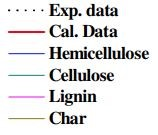 Exp. data
Cal. Data
Hemicellulose
Cellulose
Lignin
Char